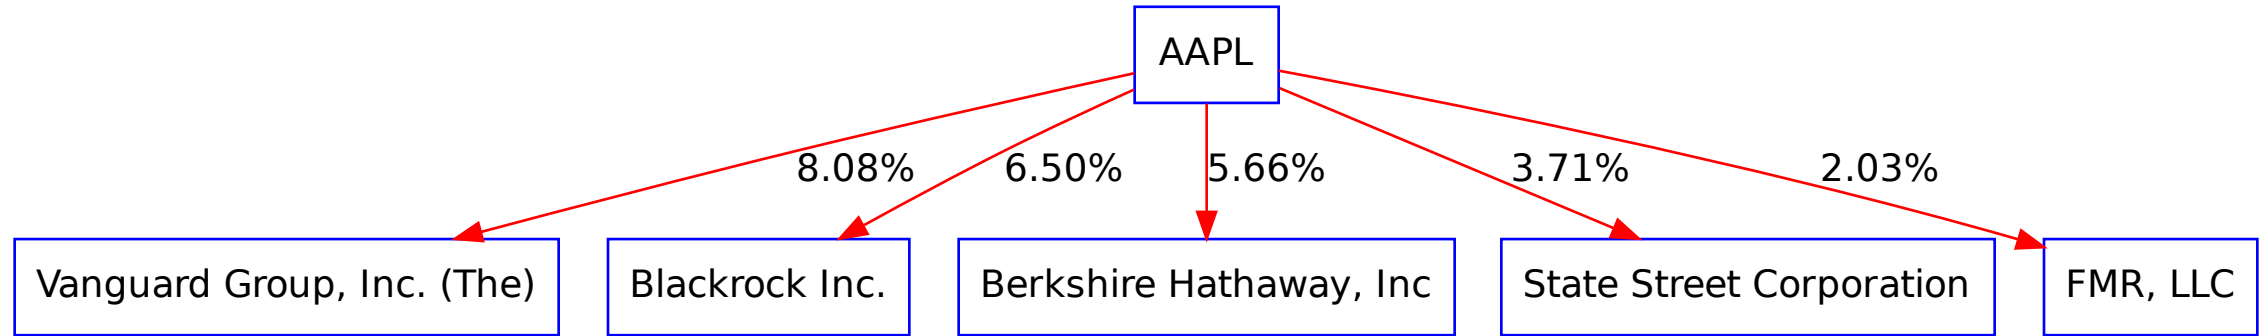 AAPL
8.08%
6.50%
5.66%
3.71%
2.03%
Vanguard Group, Inc. (The)
Blackrock Inc.
Berkshire Hathaway, Inc
State Street Corporation
FMR, LLC